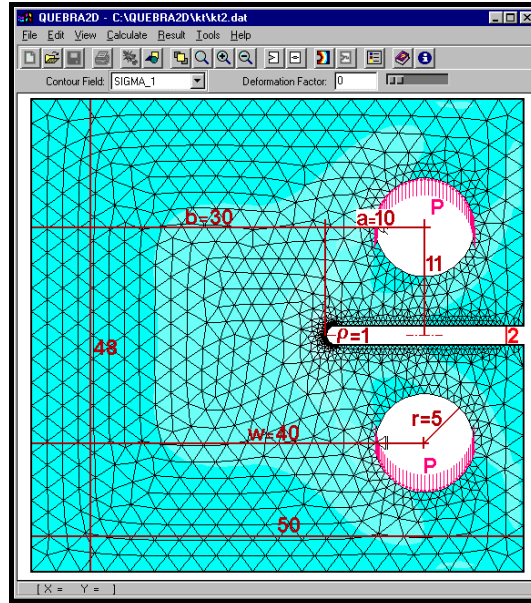 QUEBRA2D - C:\QUEBRA2D\kt\kt2.dat
File Edit View Calculate Result Tools Help
Contour Field: SIGMA_1 Deformation Factor: 0
P
b=30 a=10
11
ρ=1 2
48
r=5
w=40
P
50
[ X = Y = ]